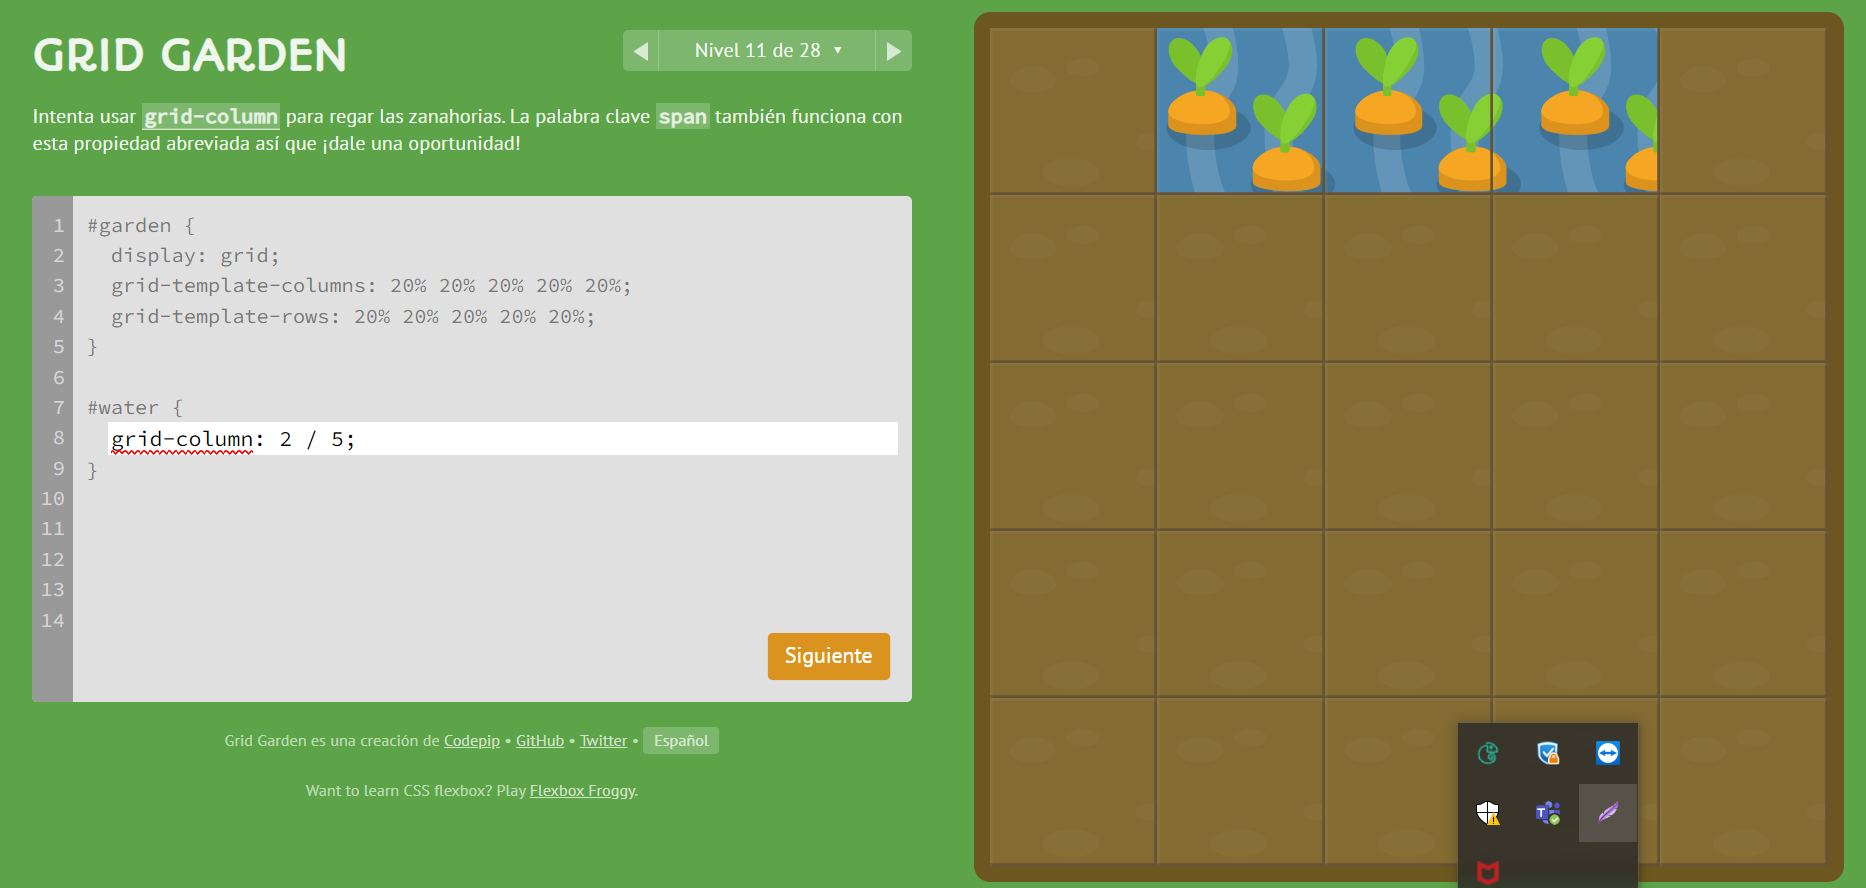 GRID GARDEN
Nivel 11 de 28 ▼
Intenta usar grid-column para regar las zanahorias. La palabra clave span también funciona con
esta propiedad abreviada así que ¡dale una oportunidad!
1 #garden {
2 display: grid;
3 grid-template-columns: 20% 20% 20% 20% 20%;
4 grid-template-rows: 20% 20% 20% 20% 20%;
5 }
6
7 #water {
8 grid-column: 2 / 5;
9 }
10
11
12
13
14
Siguiente
Grid Garden es una creación de Codepip • GitHub • Twitter • Español
Want to learn CSS flexbox? Play Flexbox Froggy.